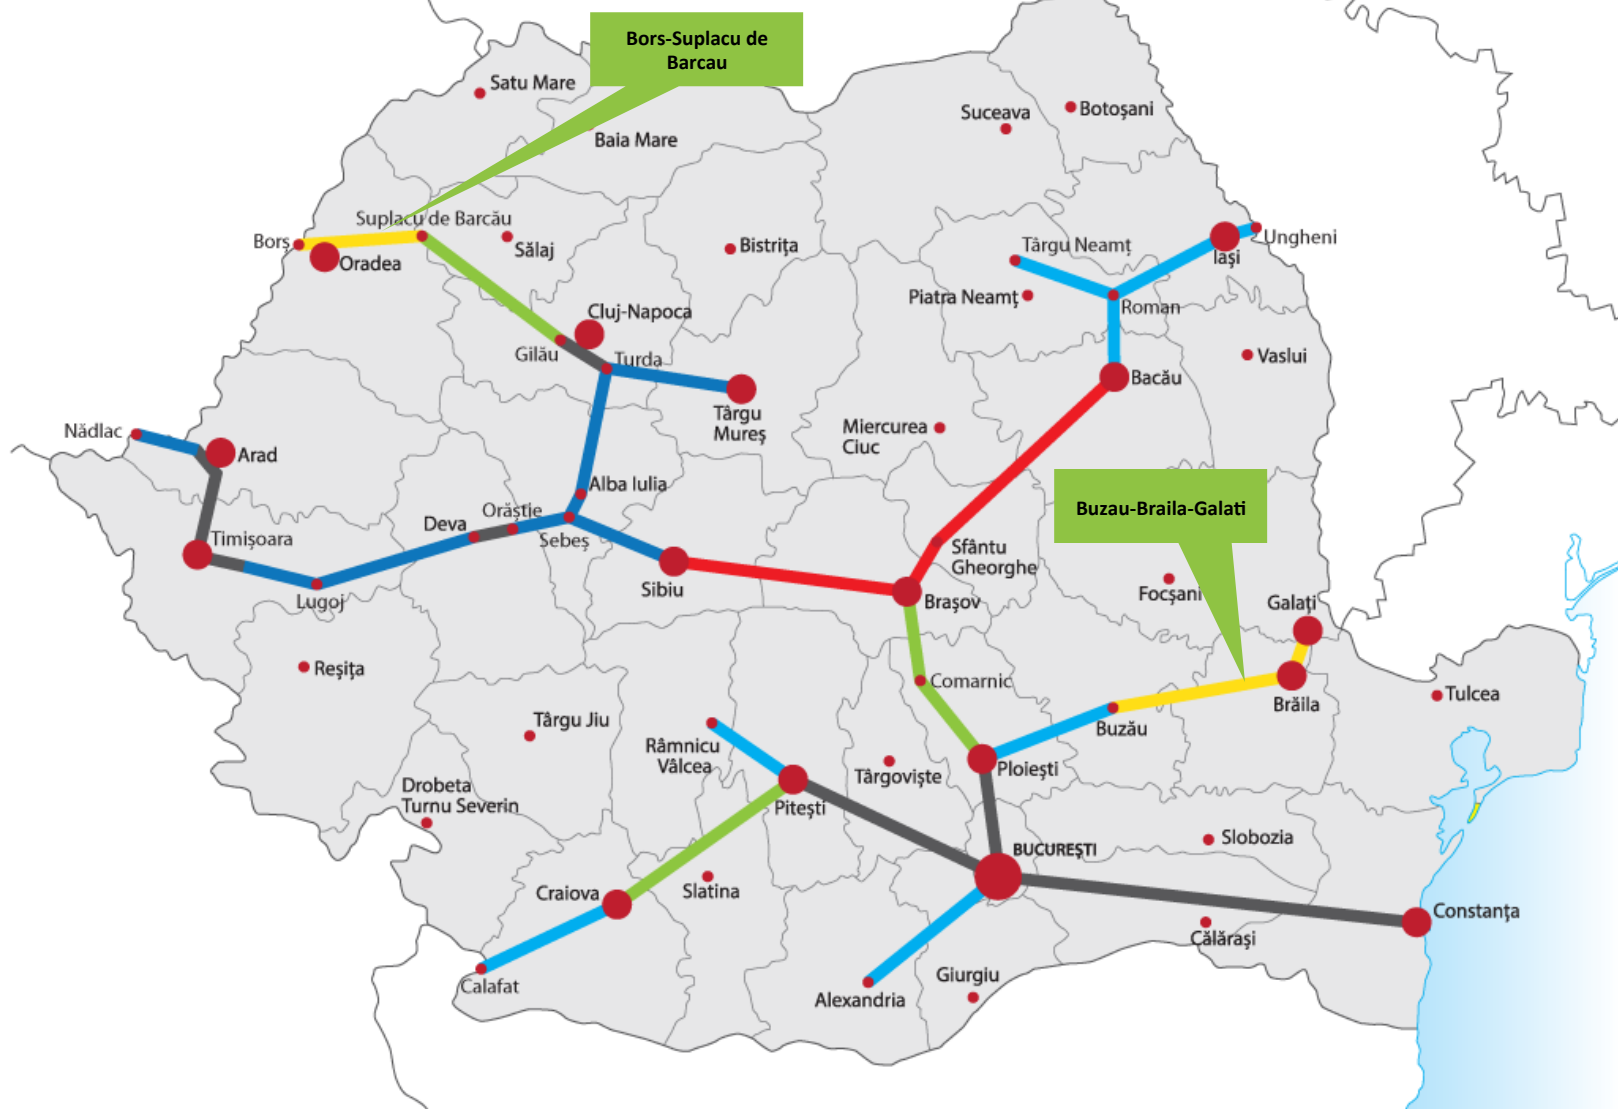 Bors-Suplacu de
Barcau
Satu Mare
Baia Mare
Suceava
Botoșani
Suplacu de Barcău
Borș
Oradea
Sălaj
Bistrița
Târgu Neamț
Iași
Ungheni
Piatra Neamț
Roman
Cluj-Napoca
Gilău
Turda
Vaslui
Bacău
Târgu
Mureș
Miercurea
Ciuc
Nădlac
Arad
Alba Iulia
Orăștie
Deva
Sebeș
Timișoara
Buzau-Braila-Galati
Sfântu
Gheorghe
Lugoj
Sibiu
Brașov
Focșani
Galați
Reșița
Comarnic
Tulcea
Brăila
Buzău
Târgu Jiu
Râmnicu
Vâlcea
Târgoviște
Ploiești
Drobeta
Turnu Severin
Pitești
Slobozia
BUCUREȘTI
Craiova
Slatina
Constanța
Călărași
Calafat
Alexandria
Giurgiu